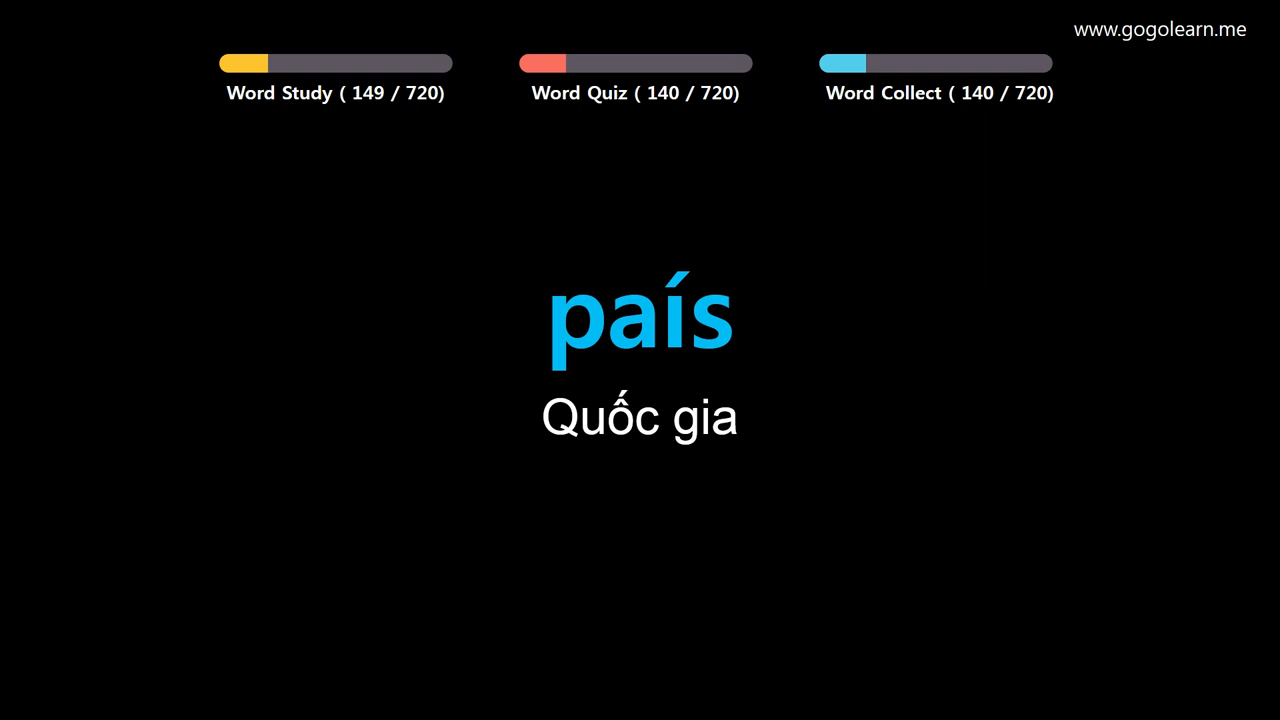 www.gogolearn.me
Word Study ( 149 / 720)
Word Quiz ( 140 / 720)
Word Collect ( 140 / 720)
país
Quốc gia